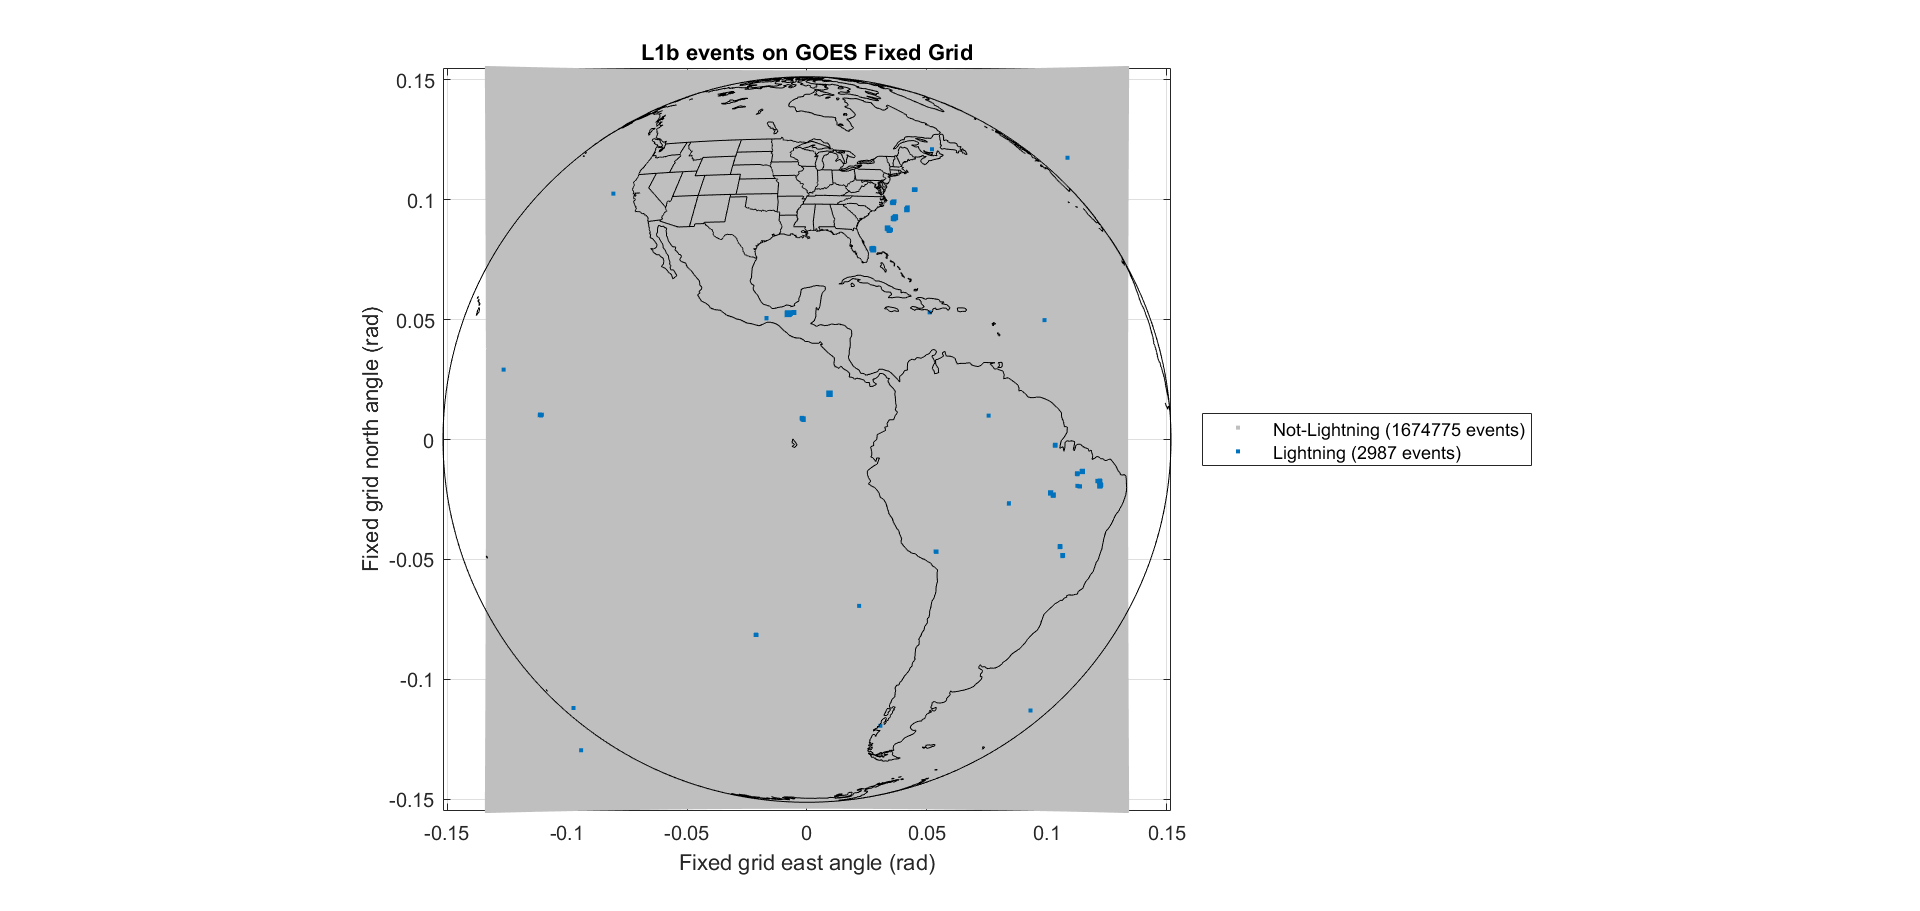 L1b events on GOES Fixed Grid
Fixed grid north angle (rad)
0.15
0.1
0.05
0
-0.05
-0.1
-0.15
-0.15 -0.1 -0.05 0 0.05 0.1 0.15
Fixed grid east angle (rad)
Not-Lightning (1674775 events)
Lightning (2987 events)